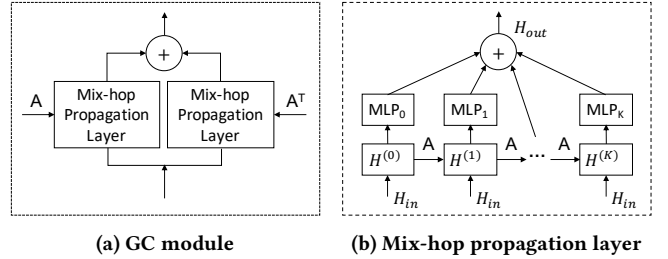 +
A
Mix-hop
Propagation
Layer
Mix-hop
Propagation
Layer
Aᵀ
(a) GC module
H_out
+
MLP₀ MLP₁ MLP_K
A A A
H⁽⁰⁾ H⁽¹⁾ ... H⁽ᴷ⁾
H_in H_in H_in
(b) Mix-hop propagation layer